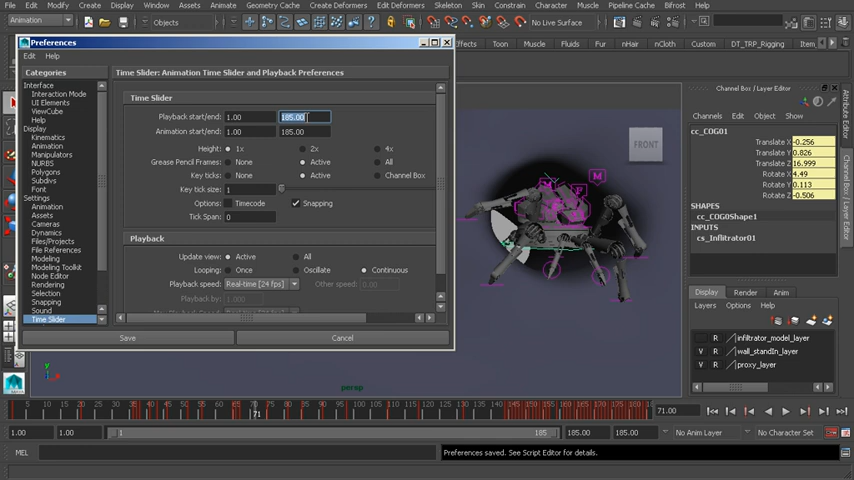 File Edit Modify Create Display Window Assets Animate Geometry Cache Create Deformers Skeleton Skin Constrain Character Muscle Pipeline Cache Bifrost Help
Animation Objects No Live Surface
Preferences
Effects Toon Muscle Fluids Fur nHair nCloth Custom DT_TRP_Rigging
Edit Help
Categories Time Slider: Animation Time Slider and Playback Preferences
Interface
Interaction Mode
UI Elements
ViewCube
Help
Display
Kinematics
Animation
Manipulators
NURBS
Polygons
Subdivs
Font
Settings
Animation
Assets
Cameras
Dynamics
Files/Projects
File References
Modeling
Modeling Toolkit
Node Editor
Rendering
Selection
Snapping
Sound
Time Slider
Time Slider
Playback start/end: 1.00 185.00
Animation start/end: 1.00 185.00
Height: 1x 2x 4x
Grease Pencil Frames: None Active All
Key ticks: None Active Channel Box
Key tick size: 1
Options: Timecode Snapping
Tick Span: 0
Playback
Update view: Active All
Looping: Once Oscillate Continuous
Playback speed: Real-time [24 fps] Other speed: 0.00
Playback by: 1.000
Save Cancel
FRONT
M
M
F
y
persp
Channel Box / Layer Editor
Channels Edit Object Show
cc_COG01
Translate X -0.256
Translate Y 0.826
Translate Z 16.999
Rotate X 4.49
Rotate Y 0.113
Rotate Z -0.506
SHAPES
cc_COG0Shape1
INPUTS
cs_Infiltrator01
Display Render Anim
Layers Options Help
infiltrator_model_layer
V R wall_standIn_layer
V R proxy_layer
Attribute Editor
Channel Box / Layer Editor
71
71.00
1.00 1.00 1 185 185.00 185.00 No Anim Layer No Character Set
MEL Preferences saved. See Script Editor for details.